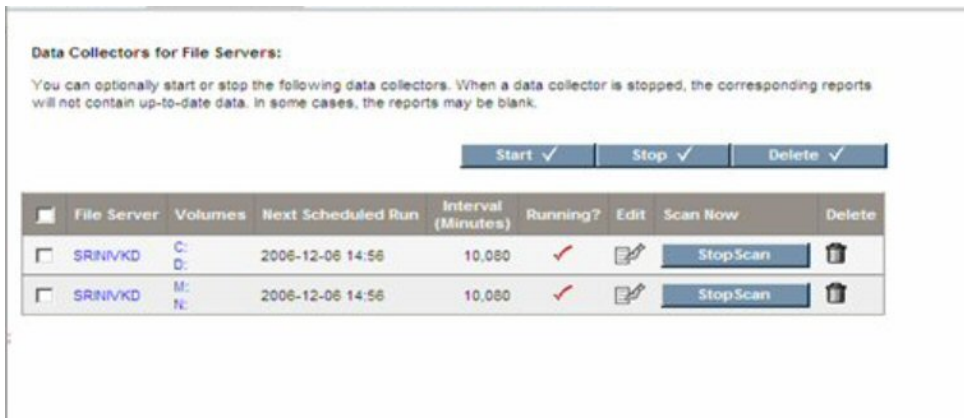 Data Collectors for File Servers:
You can optionally start or stop the following data collectors. When a data collector is stopped, the corresponding reports
will not contain up-to-date data. In some cases, the reports may be blank.
Start Stop Delete
File Server Volumes Next Scheduled Run Interval (Minutes) Running? Edit Scan Now Delete
SRINIVKD C: 2006-12-06 14:56 10,080 StopScan
D:
SRINIVKD M: 2006-12-06 14:56 10,080 StopScan
N: